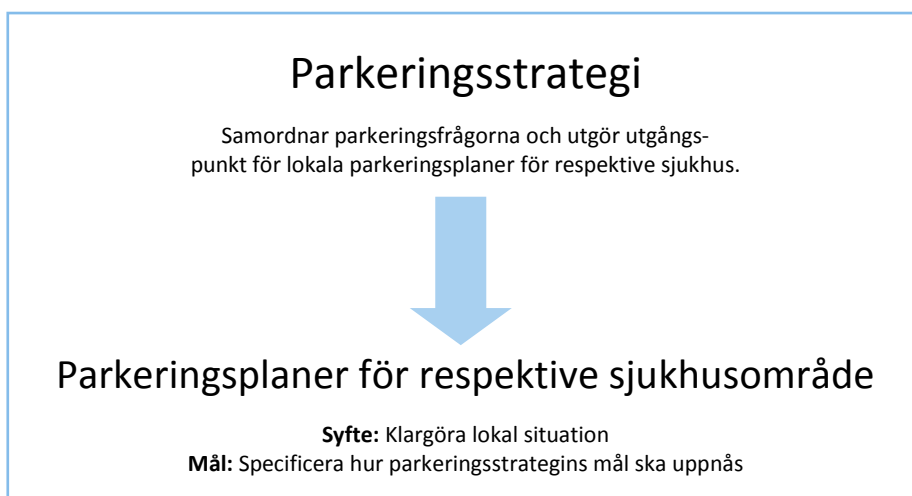 Parkeringsstrategi
Samordnar parkeringsfrågorna och utgör utgångs-
punkt för lokala parkeringsplaner för respektive sjukhus.
Parkeringsplaner för respektive sjukhusområde
Syfte: Klargöra lokal situation
Mål: Specificera hur parkeringsstrategins mål ska uppnås